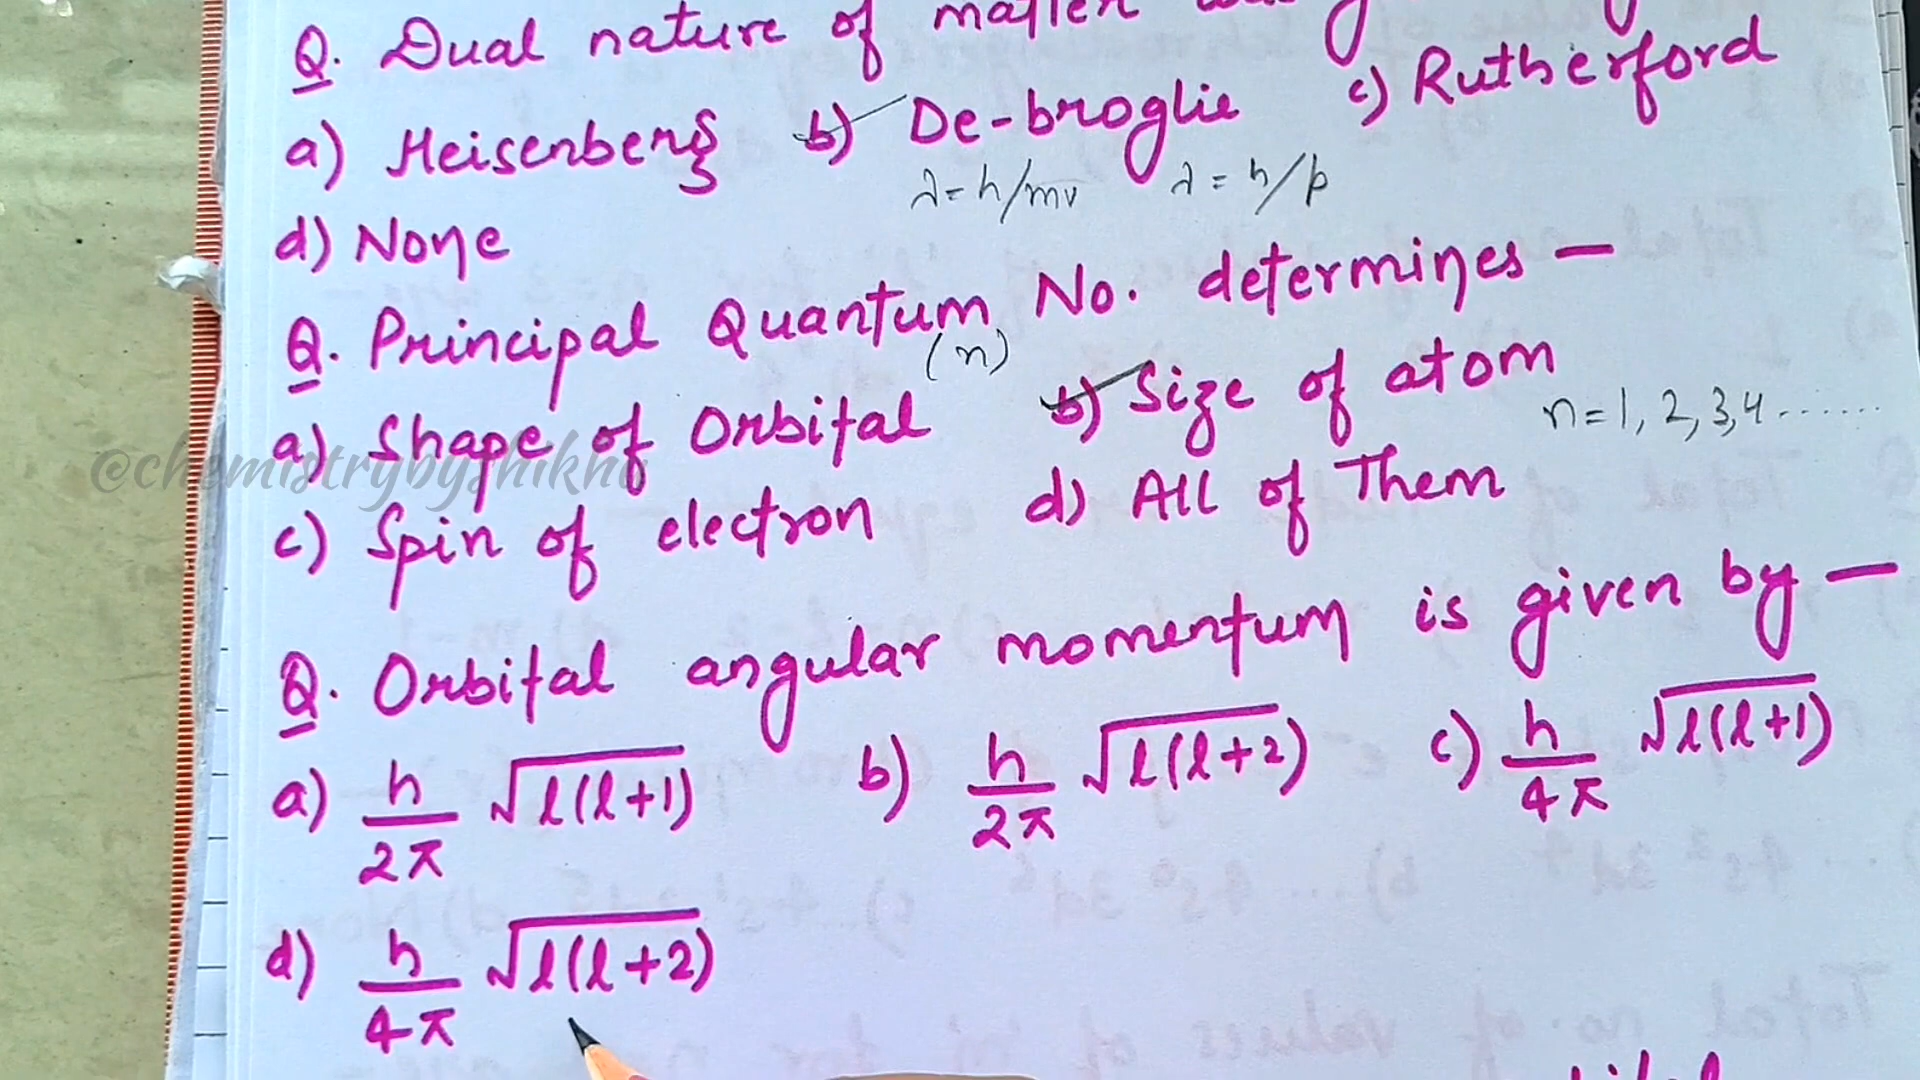 Q. Dual nature of matter
a) Heisenberg b) De-broglie c) Rutherford
λ = h/mv λ = h/p
d) None
Q. Principal Quantum No. determines —
(n)
a) Shape of Orbital b) Size of atom
n = 1, 2, 3, 4 .......
@chemistrybyshikha
c) Spin of electron d) All of Them
Q. Orbital angular momentum is given by —
a) h/2π √l(l+1) b) h/2π √l(l+2) c) h/4π √l(l+1)
d) h/4π √l(l+2)